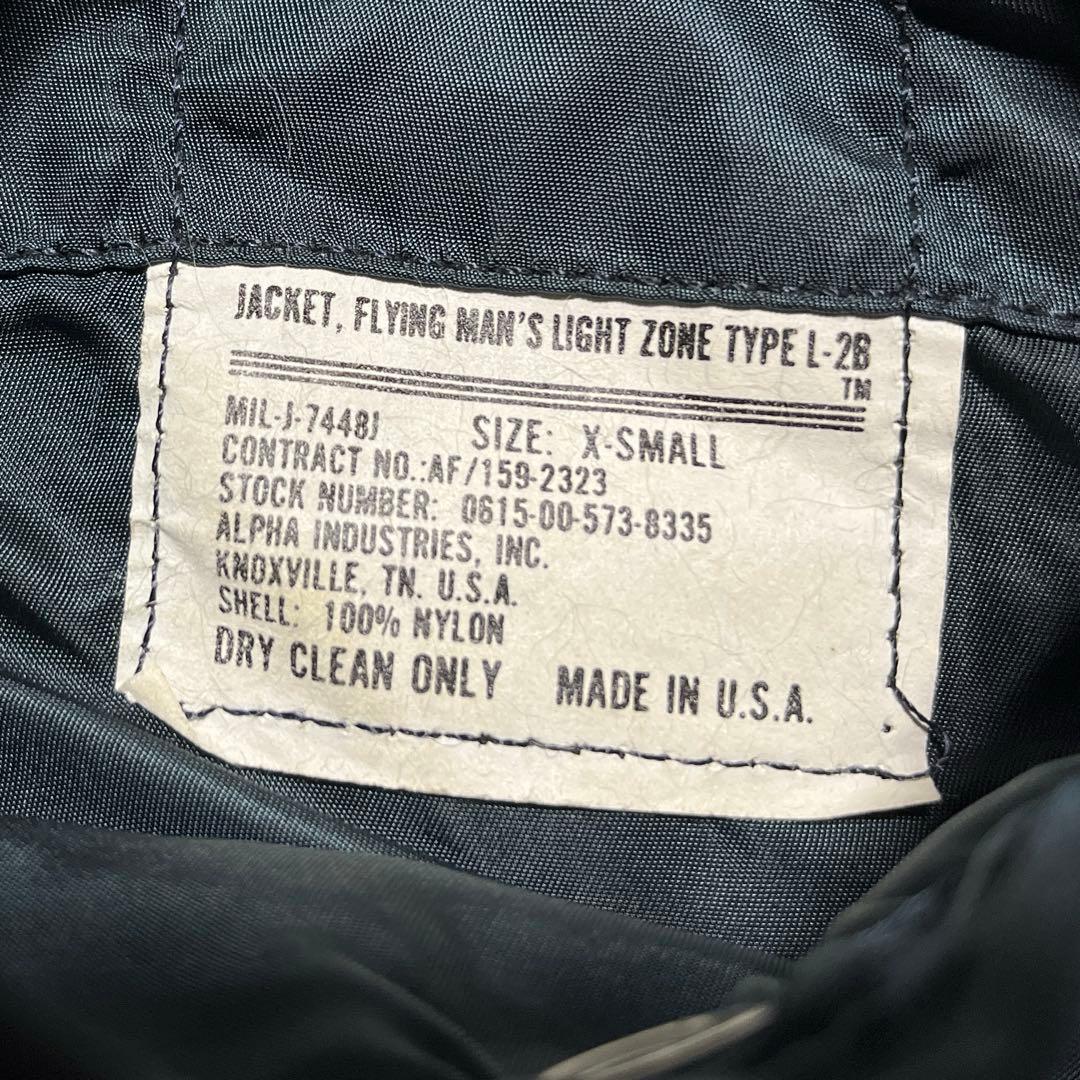 JACKET, FLYING MAN'S LIGHT ZONE TYPE L-2B
TM
MIL-J-7448J SIZE: X-SMALL
CONTRACT NO.:AF/159-2323
STOCK NUMBER: 0615-00-573-8335
ALPHA INDUSTRIES, INC.
KNOXVILLE, TN. U.S.A.
SHELL: 100% NYLON
DRY CLEAN ONLY MADE IN U.S.A.